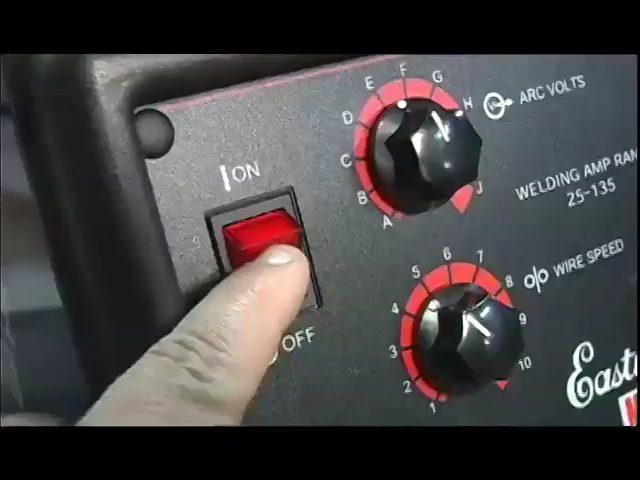 ON
OFF
A
B
C
D
E
F
G
H
J
ARC VOLTS
WELDING AMP RAN
25-135
1
2
3
4
5
6
7
8
9
10
WIRE SPEED
East